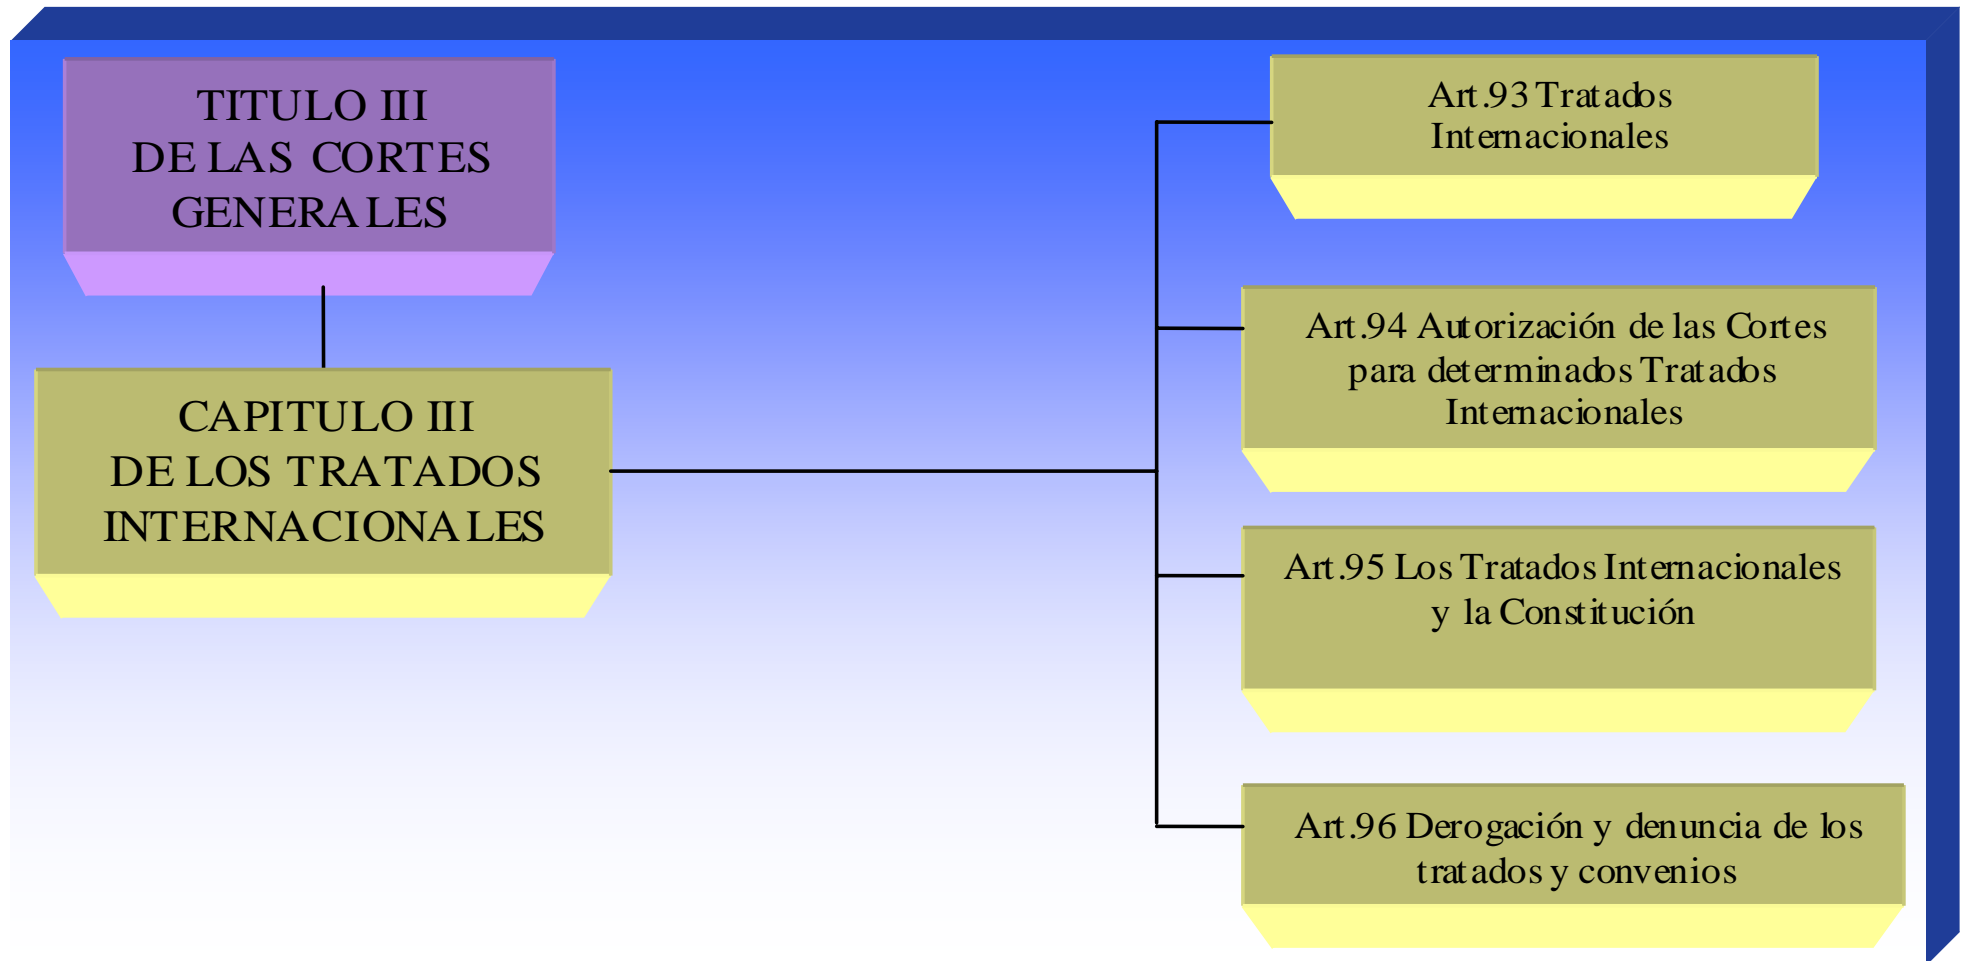 TITULO III
DE LAS CORTES
GENERALES
CAPITULO III
DE LOS TRATADOS
INTERNACIONALES
Art.93 Tratados
Internacionales
Art.94 Autorización de las Cortes
para determinados Tratados
Internacionales
Art.95 Los Tratados Internacionales
y la Constitución
Art.96 Derogación y denuncia de los
tratados y convenios